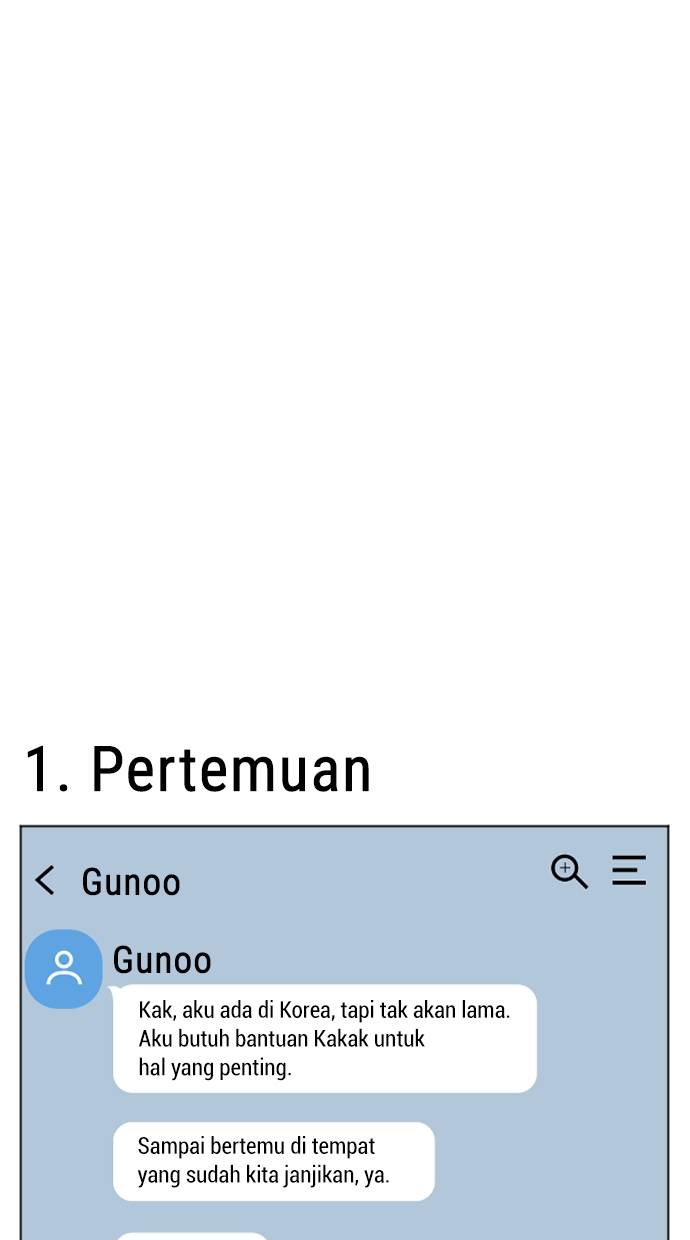 1. Pertemuan
Gunoo
Gunoo
Kak, aku ada di Korea, tapi tak akan lama.
Aku butuh bantuan Kakak untuk
hal yang penting.
Sampai bertemu di tempat
yang sudah kita janjikan, ya.